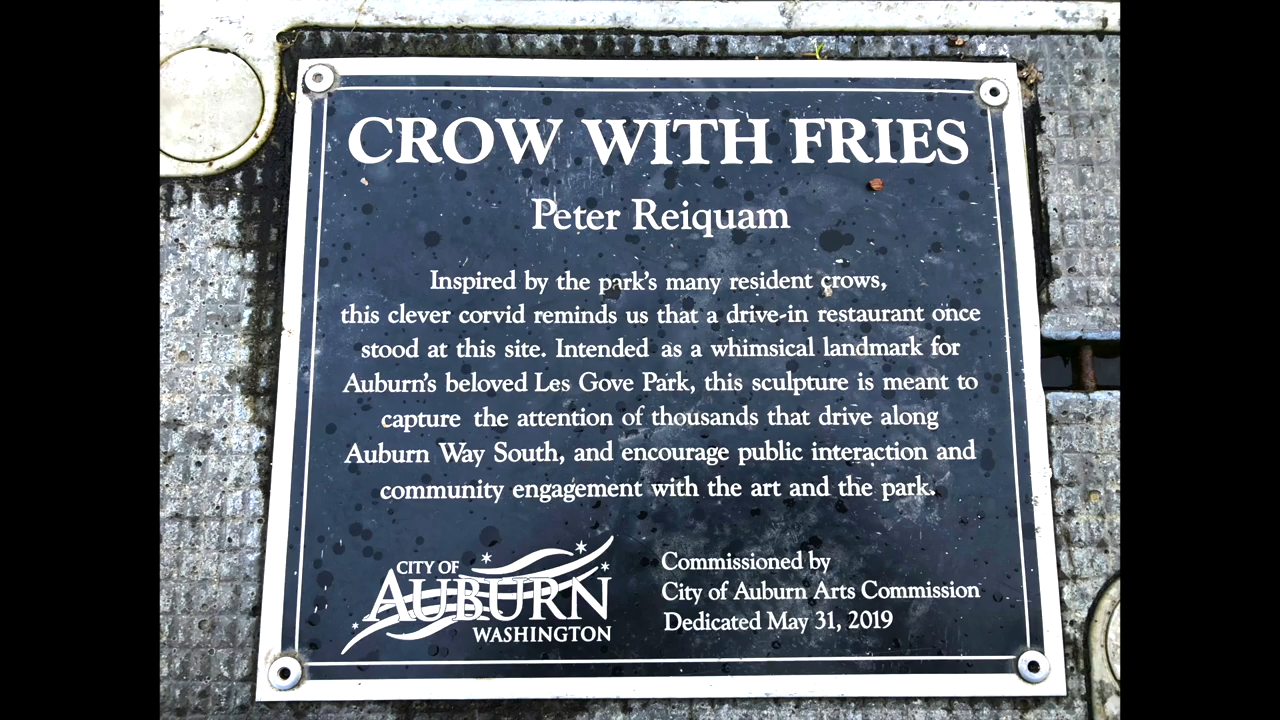 CROW WITH FRIES
Peter Reiquam
Inspired by the park's many resident crows,
this clever corvid reminds us that a drive-in restaurant once
stood at this site. Intended as a whimsical landmark for
Auburn's beloved Les Gove Park, this sculpture is meant to
capture the attention of thousands that drive along
Auburn Way South, and encourage public interaction and
community engagement with the art and the park.
CITY OF
AUBURN
WASHINGTON
Commissioned by
City of Auburn Arts Commission
Dedicated May 31, 2019